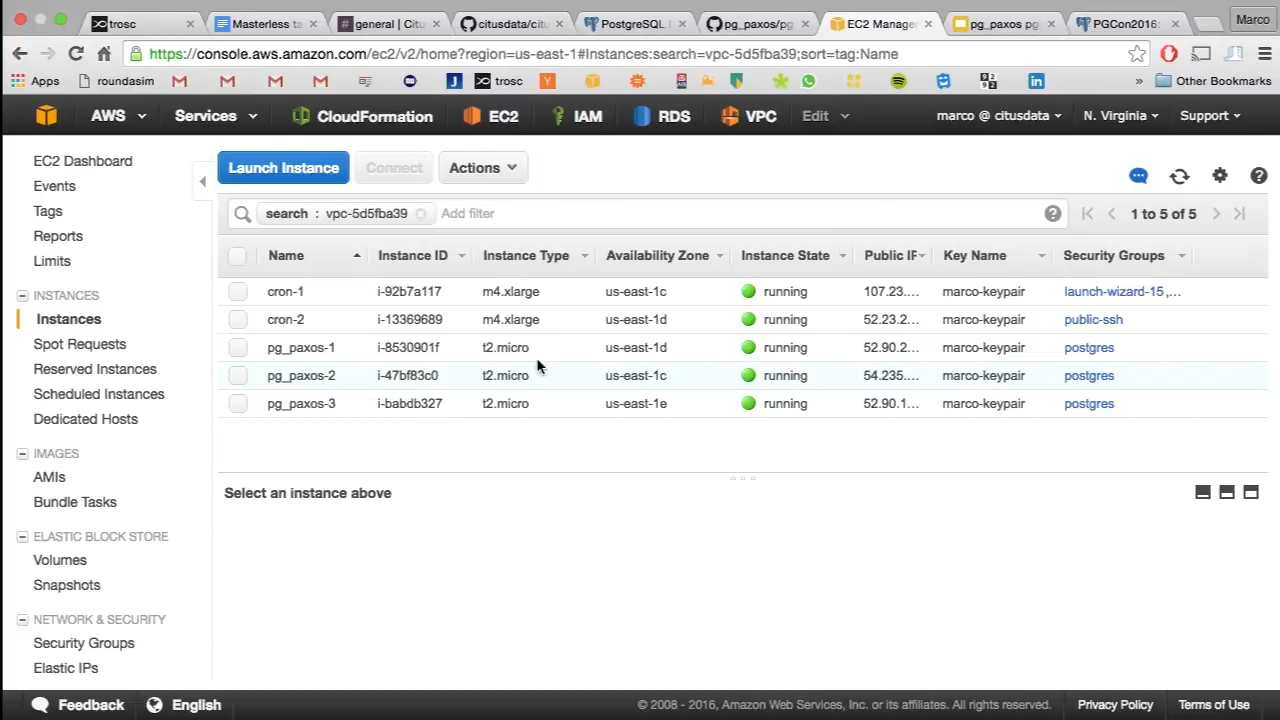 trosc
Masterless ta
general | Citu
citusdata/citu
PostgreSQL
pg_paxos/pg
EC2 Manage
pg_paxos pg
PGCon2016:
Marco
https://console.aws.amazon.com/ec2/v2/home?region=us-east-1#Instances:search=vpc-5d5fba39;sort=tag:Name
Apps
roundasim
trosc
Other Bookmarks
AWS
Services
CloudFormation
EC2
IAM
RDS
VPC
Edit
marco @ citusdata
N. Virginia
Support
EC2 Dashboard
Events
Tags
Reports
Limits
INSTANCES
Instances
Spot Requests
Reserved Instances
Scheduled Instances
Dedicated Hosts
IMAGES
AMIs
Bundle Tasks
ELASTIC BLOCK STORE
Volumes
Snapshots
NETWORK & SECURITY
Security Groups
Elastic IPs
Launch Instance
Connect
Actions
search : vpc-5d5fba39
Add filter
1 to 5 of 5
Name Instance ID Instance Type Availability Zone Instance State Public IP Key Name Security Groups
cron-1 i-92b7a117 m4.xlarge us-east-1c running 107.23.... marco-keypair launch-wizard-15,...
cron-2 i-13369689 m4.xlarge us-east-1d running 52.23.2... marco-keypair public-ssh
pg_paxos-1 i-8530901f t2.micro us-east-1d running 52.90.2... marco-keypair postgres
pg_paxos-2 i-47bf83c0 t2.micro us-east-1c running 54.235.... marco-keypair postgres
pg_paxos-3 i-babdb327 t2.micro us-east-1e running 52.90.1... marco-keypair postgres
Select an instance above
Feedback
English
© 2008 - 2016, Amazon Web Services, Inc. or its affiliates. All rights reserved.
Privacy Policy
Terms of Use